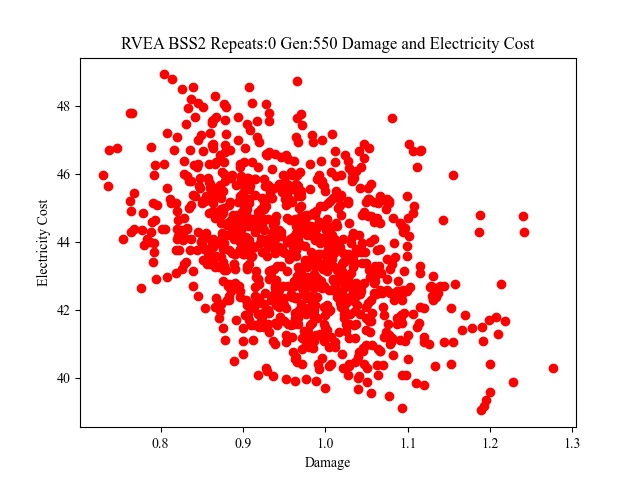 RVEA BSS2 Repeats:0 Gen:550 Damage and Electricity Cost
48
46
44
42
40
Electricity Cost
0.8 0.9 1.0 1.1 1.2 1.3
Damage